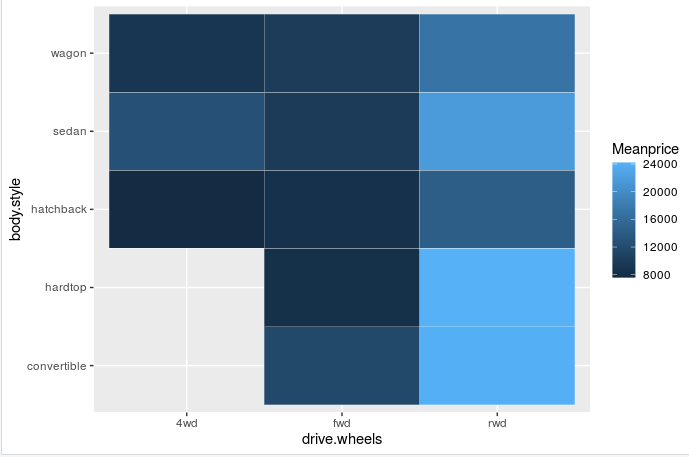 wagon
sedan
hatchback
hardtop
convertible
body.style
4wd
fwd
rwd
drive.wheels
Meanprice
24000
20000
16000
12000
8000